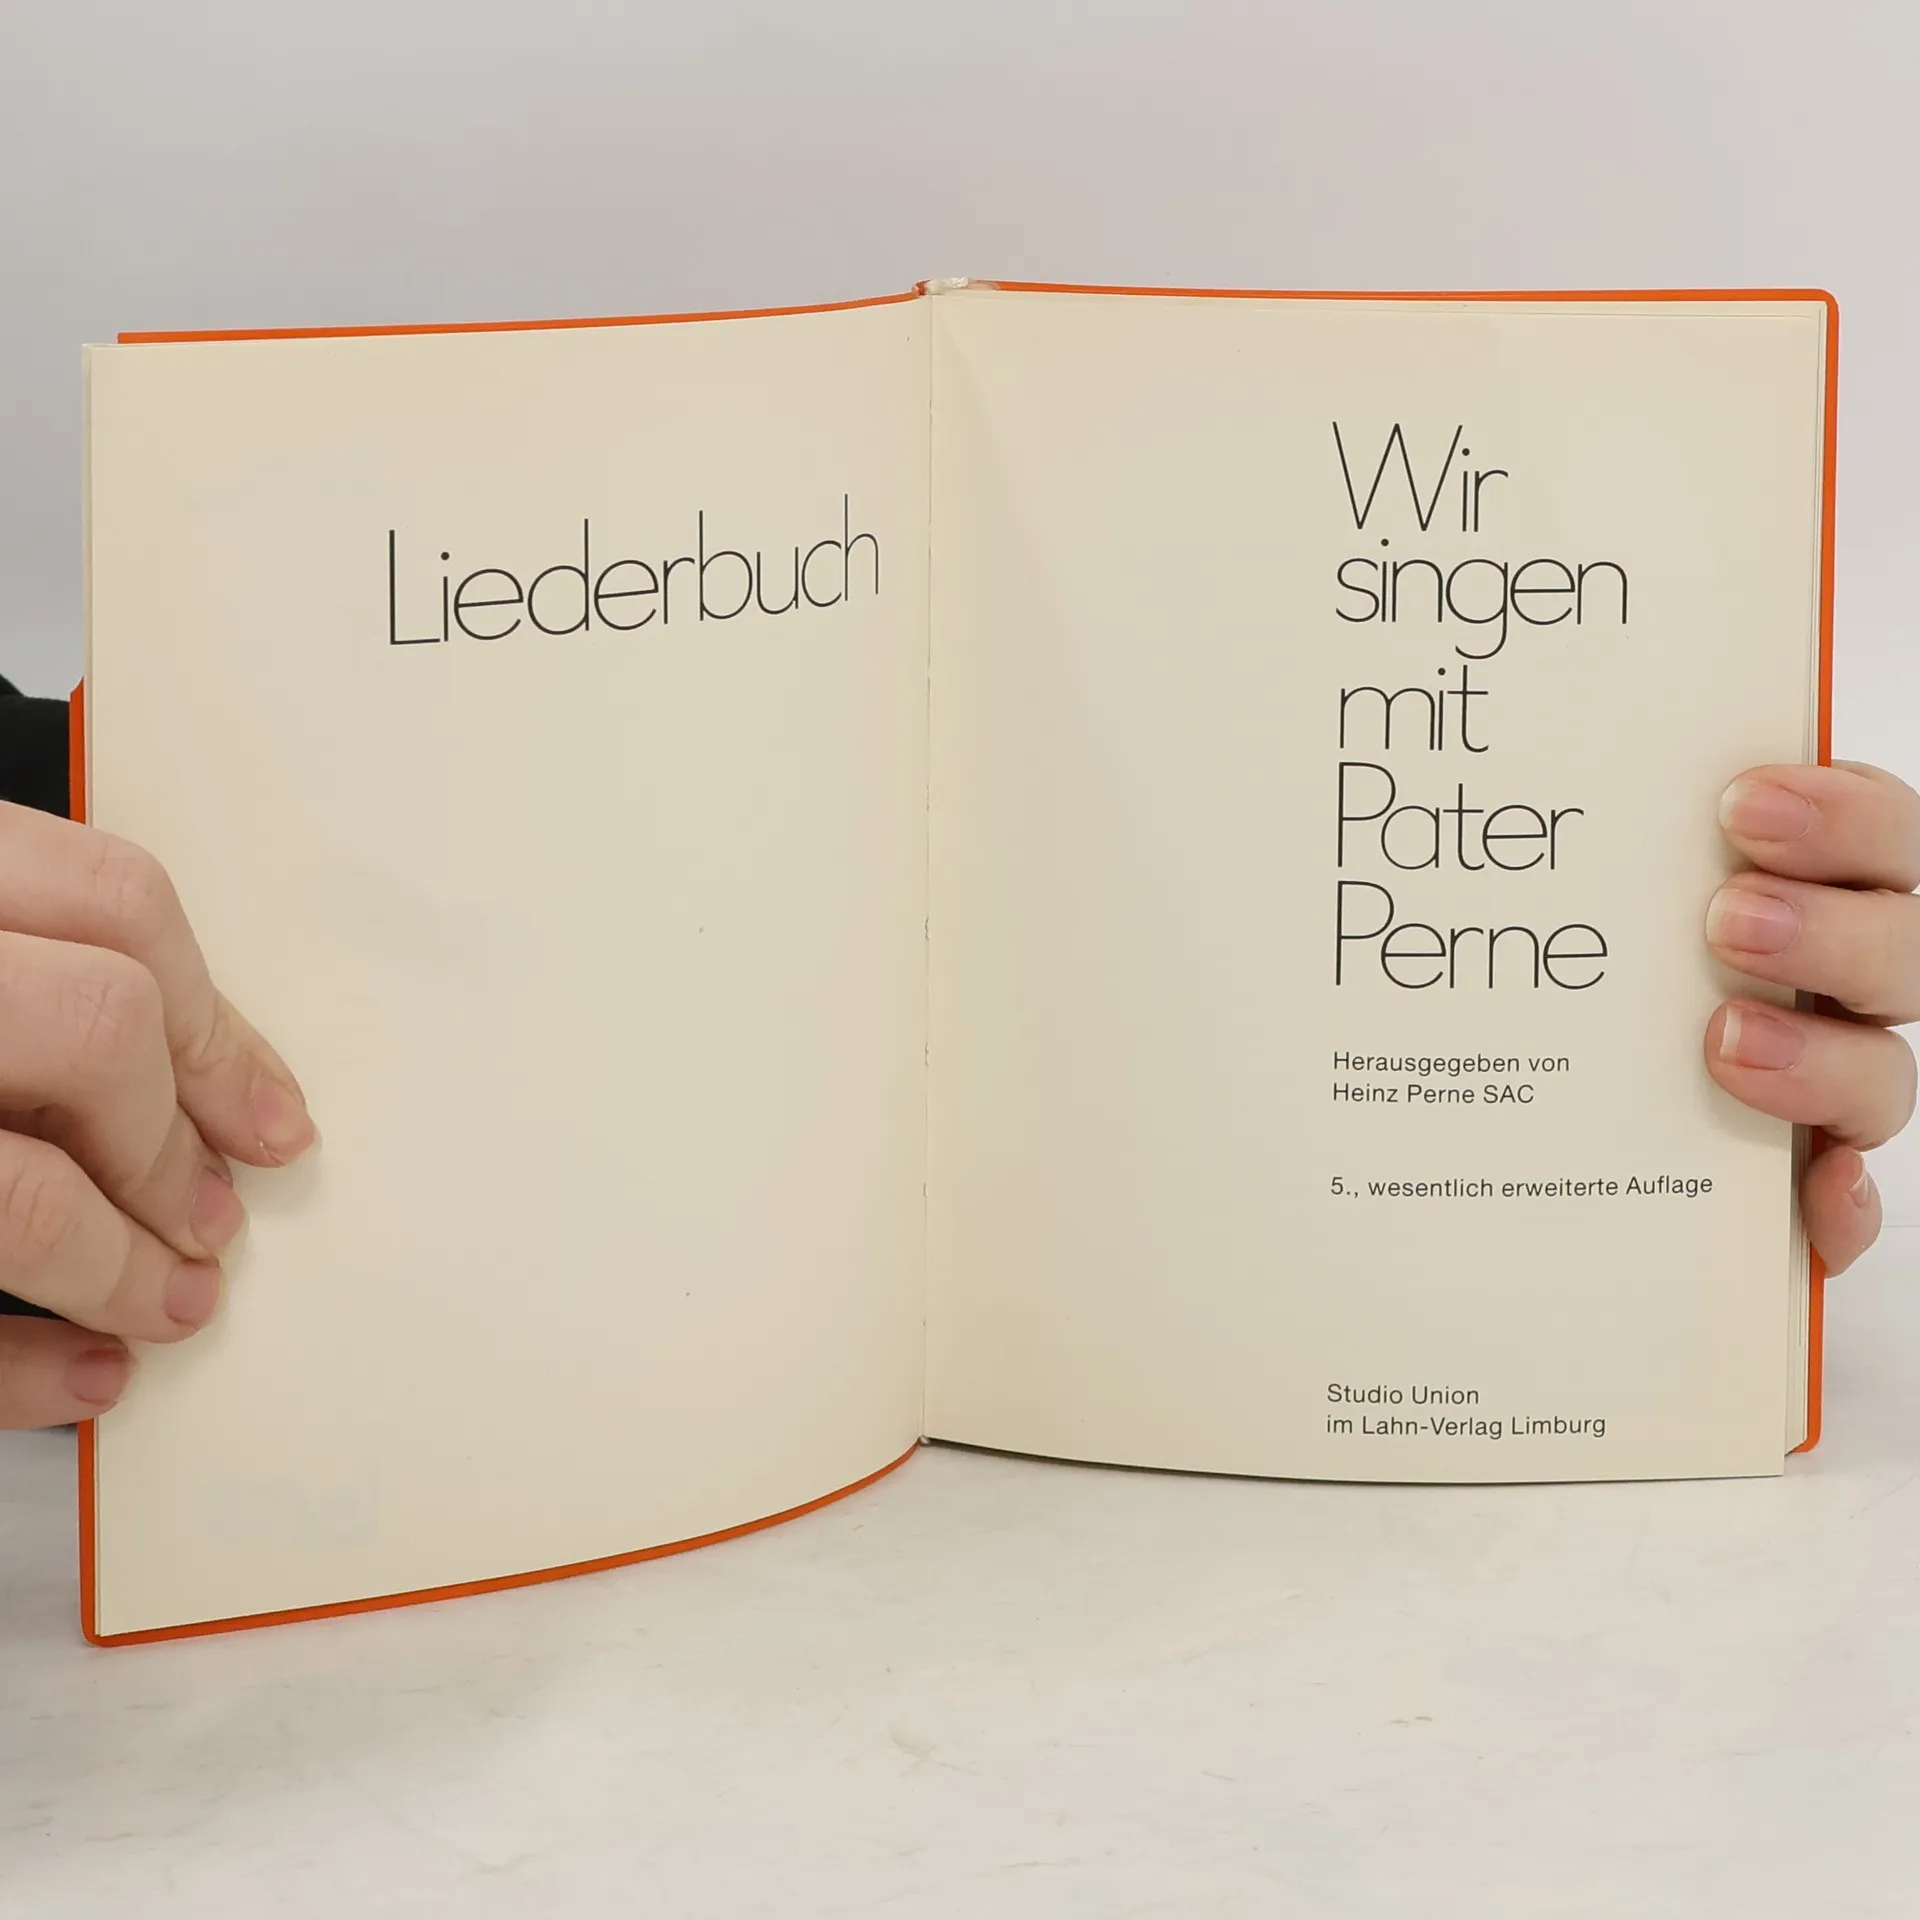 Liederbuch
Wir
singen
mit
Pater
Perne
Herausgegeben von
Heinz Perne SAC
5., wesentlich erweiterte Auflage
Studio Union
im Lahn-Verlag Limburg